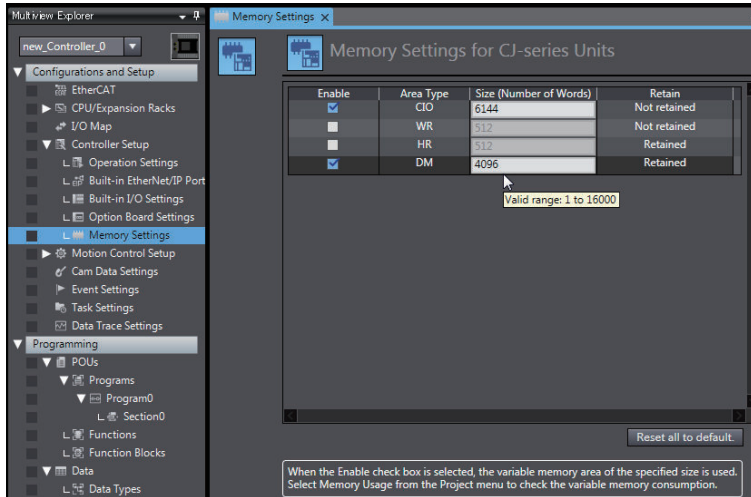 Multiview Explorer
new_Controller_0
Configurations and Setup
EtherCAT
CPU/Expansion Racks
I/O Map
Controller Setup
Operation Settings
Built-in EtherNet/IP Port
Built-in I/O Settings
Option Board Settings
Memory Settings
Motion Control Setup
Cam Data Settings
Event Settings
Task Settings
Data Trace Settings
Programming
POUs
Programs
Program0
Section0
Functions
Function Blocks
Data
Data Types
Memory Settings
Memory Settings for CJ-series Units
Enable Area Type Size (Number of Words) Retain
CIO 6144 Not retained
WR 512 Not retained
HR 512 Retained
DM 4096 Retained
Valid range: 1 to 16000
Reset all to default.
When the Enable check box is selected, the variable memory area of the specified size is used.
Select Memory Usage from the Project menu to check the variable memory consumption.